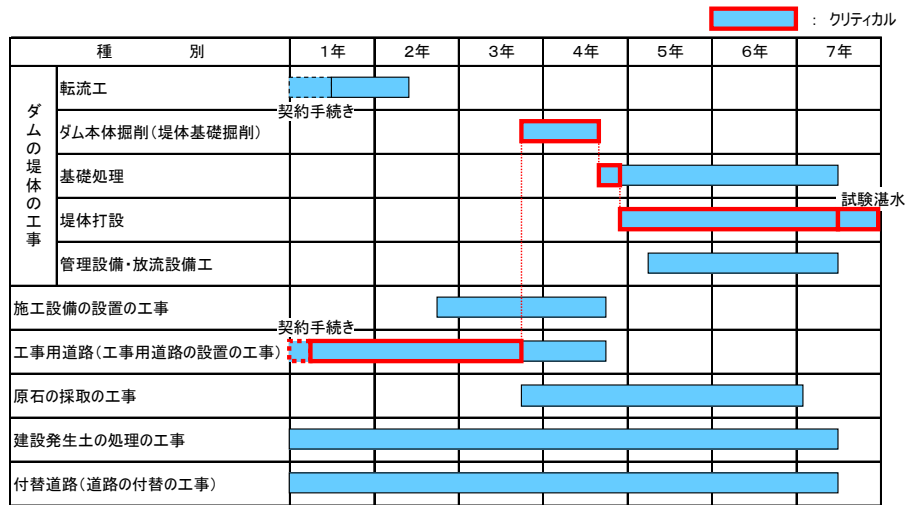 ： クリティカル
種　　別 1年 2年 3年 4年 5年 6年 7年
ダムの堤体の工事
転流工
契約手続き
ダム本体掘削（堤体基礎掘削）
基礎処理
試験湛水
堤体打設
管理設備・放流設備工
施工設備の設置の工事
契約手続き
工事用道路（工事用道路の設置の工事）
原石の採取の工事
建設発生土の処理の工事
付替道路（道路の付替の工事）